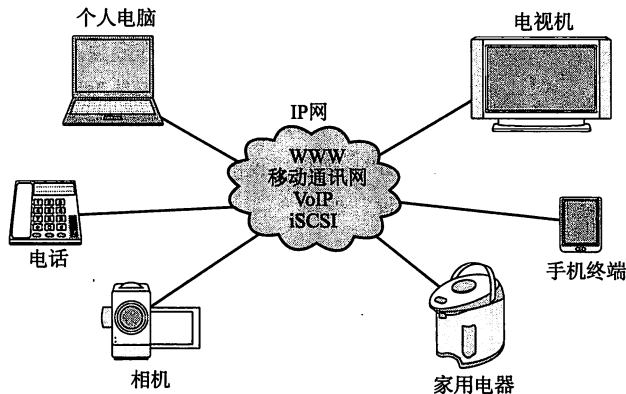 个人电脑
电视机
IP网
WWW
移动通讯网
VoIP
iSCSI
电话
手机终端
相机
家用电器